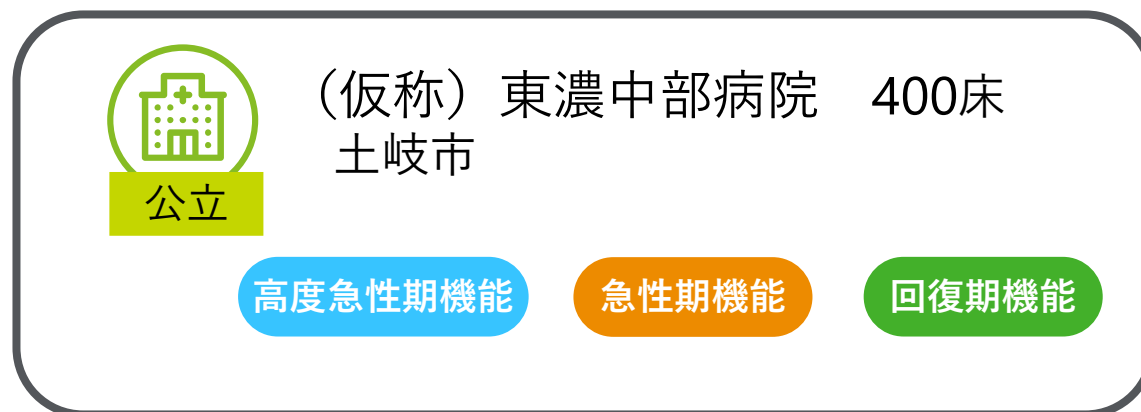 （仮称）東濃中部病院　400床
土岐市
公立
高度急性期機能
急性期機能
回復期機能